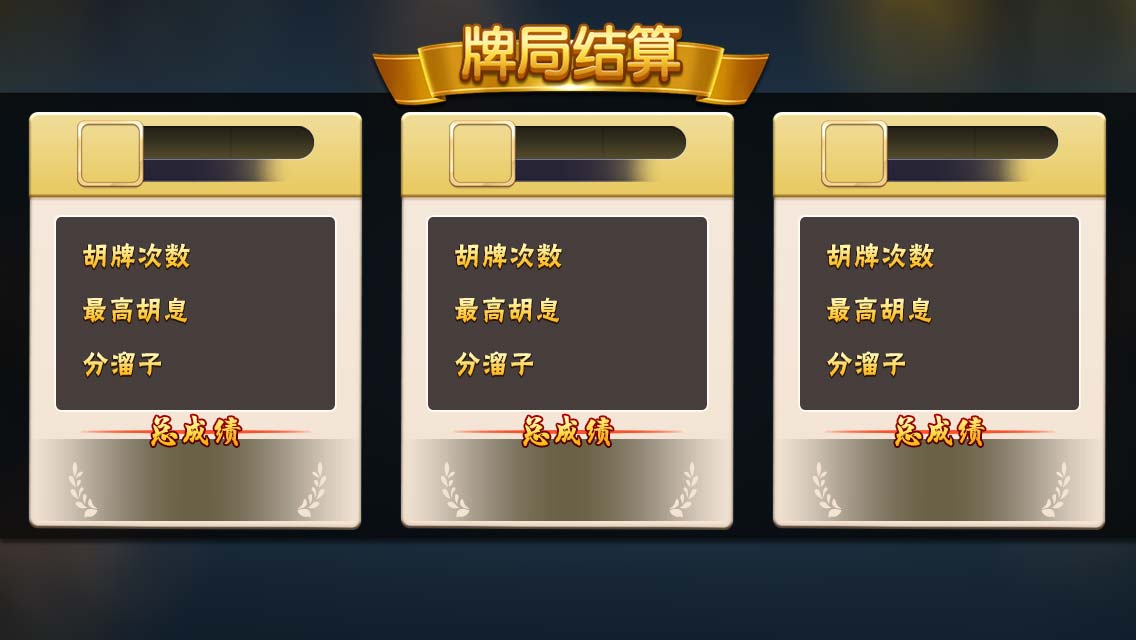 牌局结算
胡牌次数
最高胡息
分溜子
总成绩
胡牌次数
最高胡息
分溜子
总成绩
胡牌次数
最高胡息
分溜子
总成绩